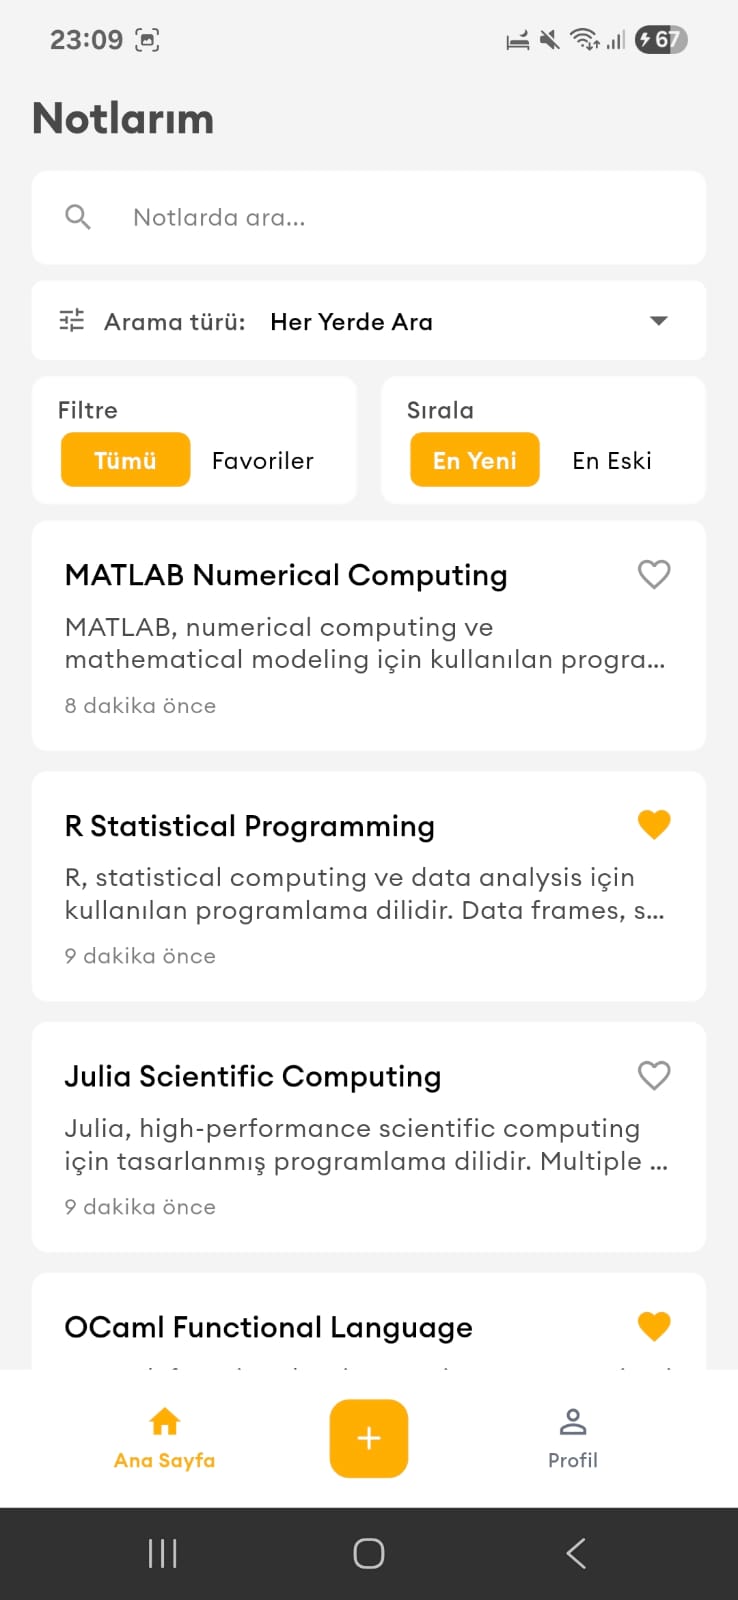 23:09
67
Notlarım
Notlarda ara...
Arama türü: Her Yerde Ara
Filtre
Tümü Favoriler
Sırala
En Yeni En Eski
MATLAB Numerical Computing
MATLAB, numerical computing ve
mathematical modeling için kullanılan progra...
8 dakika önce
R Statistical Programming
R, statistical computing ve data analysis için
kullanılan programlama dilidir. Data frames, s...
9 dakika önce
Julia Scientific Computing
Julia, high-performance scientific computing
için tasarlanmış programlama dilidir. Multiple ...
9 dakika önce
OCaml Functional Language
Ana Sayfa
+
Profil